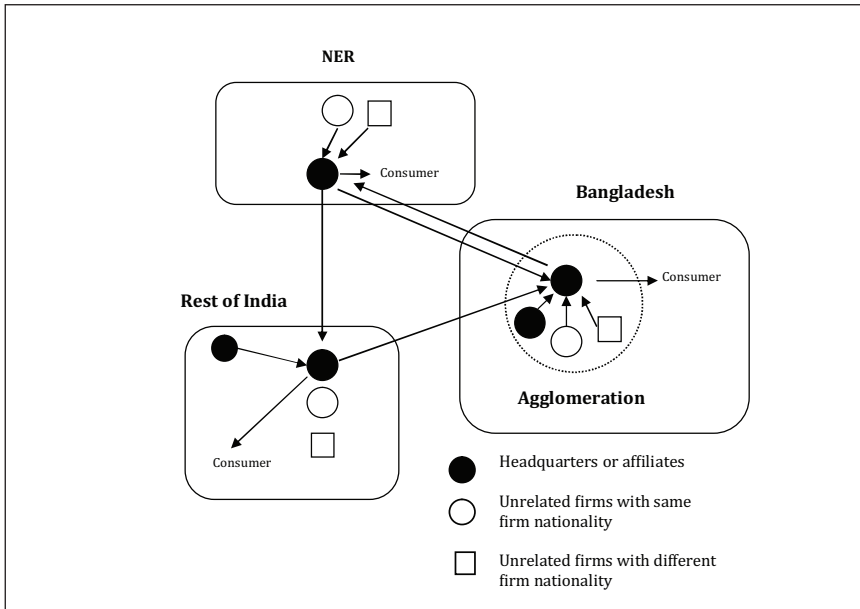 NER
Consumer
Bangladesh
Consumer
Rest of India
Agglomeration
Consumer
Headquarters or affiliates
Unrelated firms with same
firm nationality
Unrelated firms with different
firm nationality